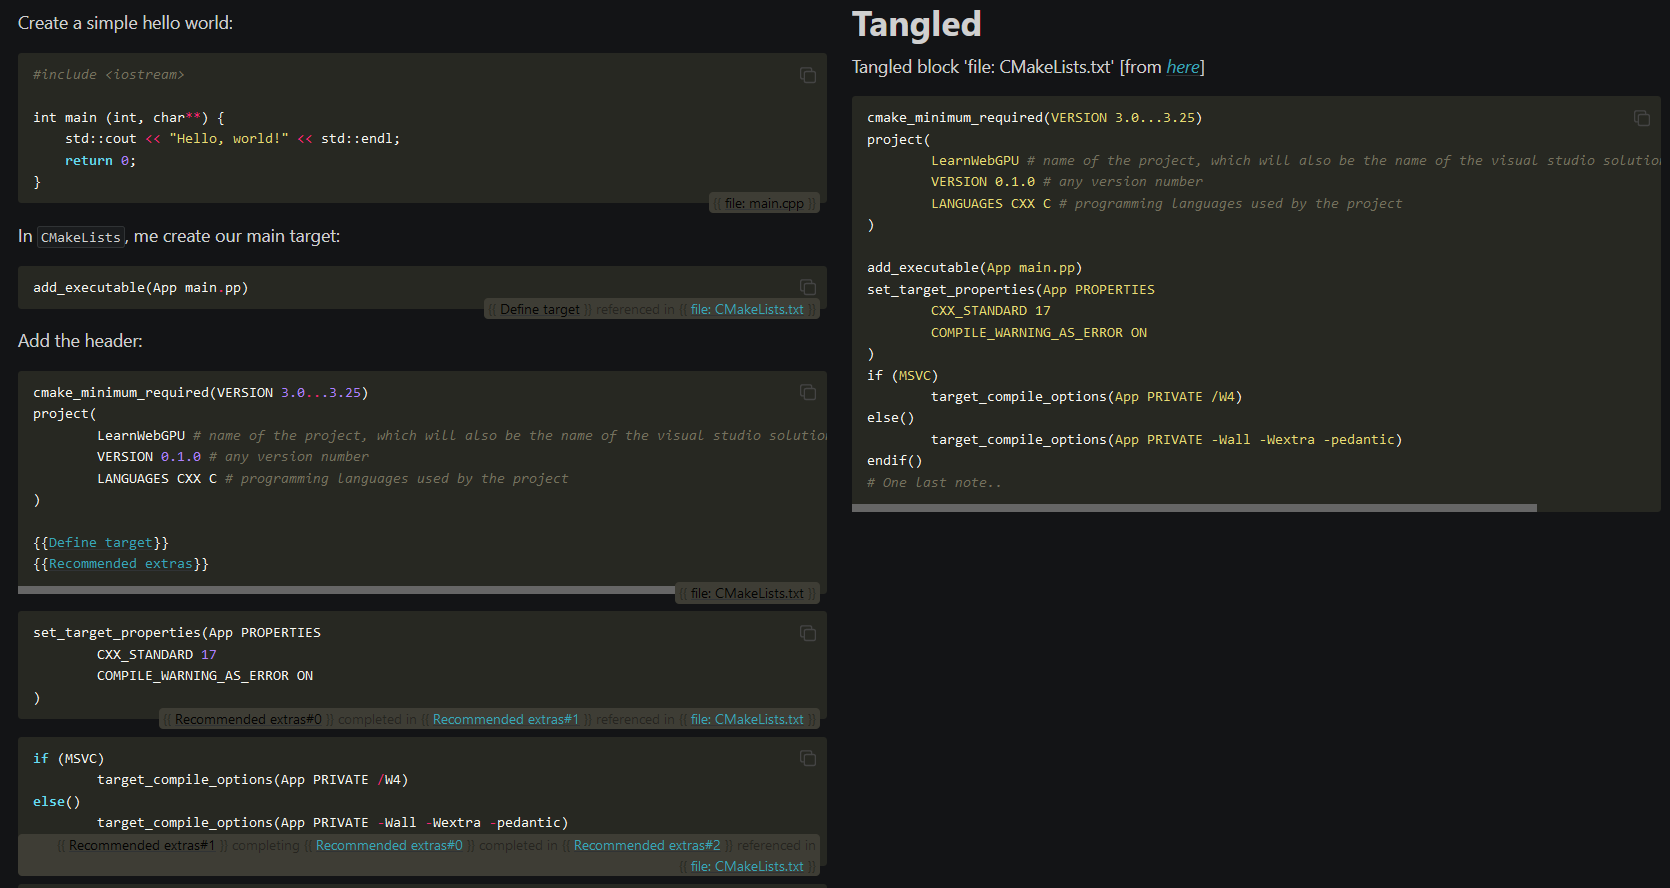 Create a simple hello world:
#include <iostream>
int main (int, char**) {
    std::cout << "Hello, world!" << std::endl;
    return 0;
}
{{ file: main.cpp }}
In CMakeLists, me create our main target:
add_executable(App main.pp)
{{ Define target }} referenced in {{ file: CMakeLists.txt }}
Add the header:
cmake_minimum_required(VERSION 3.0...3.25)
project(
        LearnWebGPU # name of the project, which will also be the name of the visual studio solution
        VERSION 0.1.0 # any version number
        LANGUAGES CXX C # programming languages used by the project
)
{{Define target}}
{{Recommended extras}}
{{ file: CMakeLists.txt }}
set_target_properties(App PROPERTIES
        CXX_STANDARD 17
        COMPILE_WARNING_AS_ERROR ON
)
{{ Recommended extras#0 }} completed in {{ Recommended extras#1 }} referenced in {{ file: CMakeLists.txt }}
if (MSVC)
        target_compile_options(App PRIVATE /W4)
else()
        target_compile_options(App PRIVATE -Wall -Wextra -pedantic)
{{ Recommended extras#1 }} completing {{ Recommended extras#0 }} completed in {{ Recommended extras#2 }} referenced in
{{ file: CMakeLists.txt }}
Tangled
Tangled block 'file: CMakeLists.txt' [from here]
cmake_minimum_required(VERSION 3.0...3.25)
project(
        LearnWebGPU # name of the project, which will also be the name of the visual studio solution
        VERSION 0.1.0 # any version number
        LANGUAGES CXX C # programming languages used by the project
)
add_executable(App main.pp)
set_target_properties(App PROPERTIES
        CXX_STANDARD 17
        COMPILE_WARNING_AS_ERROR ON
)
if (MSVC)
        target_compile_options(App PRIVATE /W4)
else()
        target_compile_options(App PRIVATE -Wall -Wextra -pedantic)
endif()
# One last note..